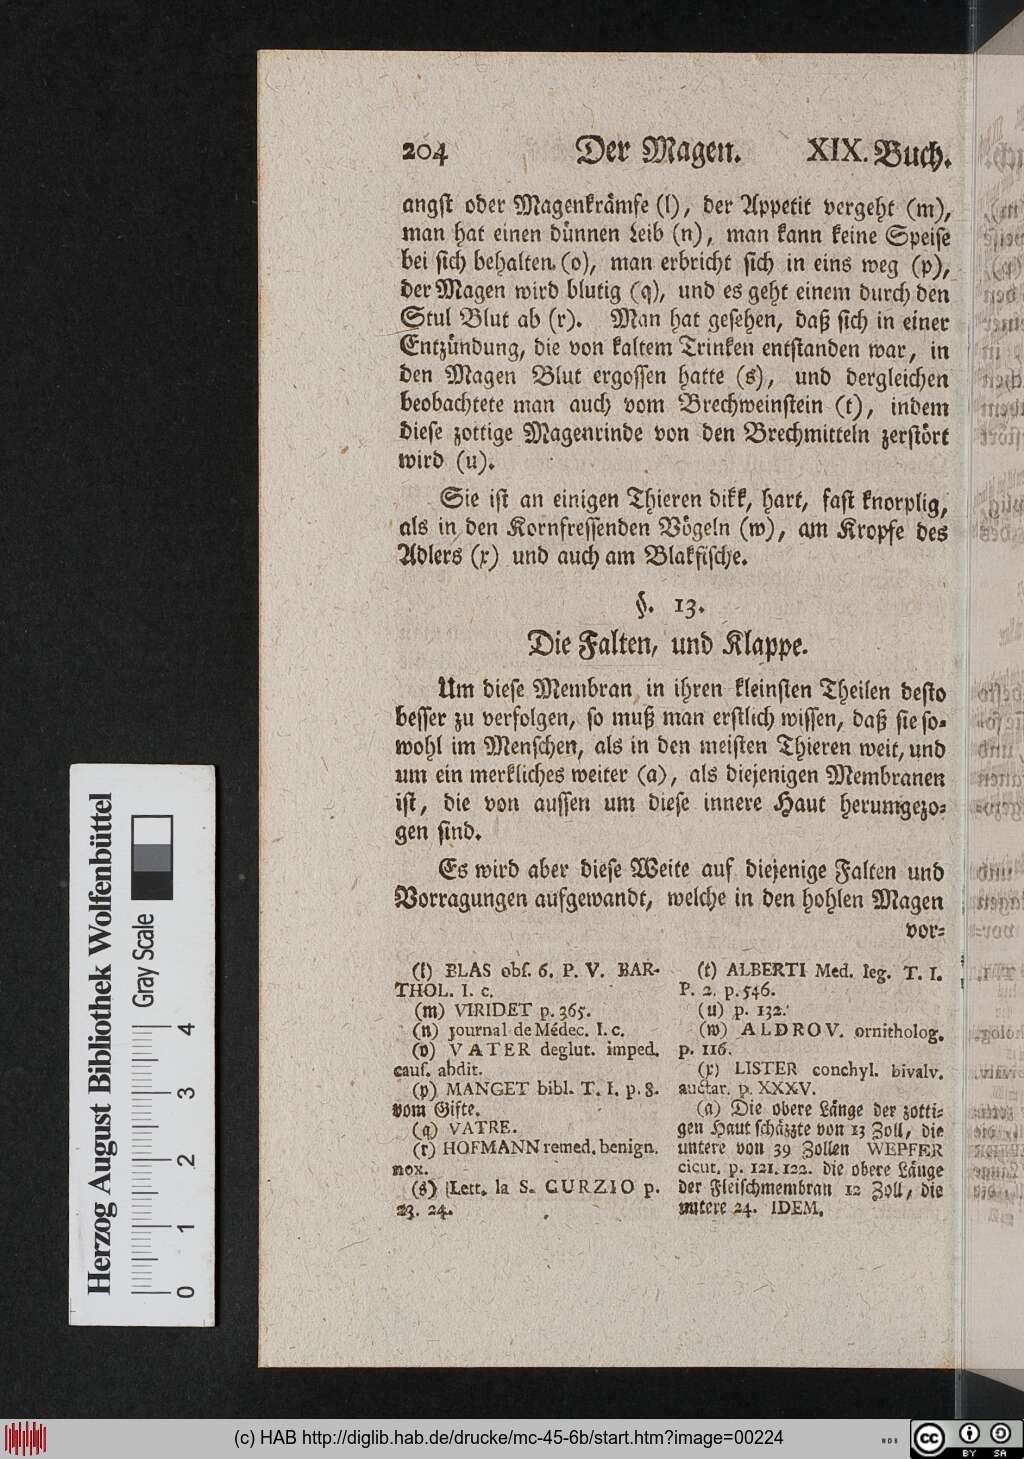 204 Der Magen. XIX. Buch.
angst oder Magenkrämfe (l), der Appetit vergeht (m),
man hat einen dünnen Leib (n), man kann keine Speise
bei sich behalten (o), man erbricht sich in eins weg (p),
der Magen wird blutig (q), und es geht einem durch den
Stul Blut ab (r). Man hat gesehen, daß sich in einer
Entzündung, die von kaltem Trinken entstanden war, in
den Magen Blut ergossen hatte (s), und dergleichen
beobachtete man auch vom Brechweinstein (t), indem
diese zottige Magenrinde von den Brechmitteln zerstört
wird (u).
Sie ist an einigen Thieren dikk, hart, fast knorplig,
als in den Kornfressenden Vögeln (w), am Kropfe des
Adlers (x) und auch am Blakfische.
§. 13.
Die Falten, und Klappe.
Um diese Membran in ihren kleinsten Theilen desto
besser zu verfolgen, so muß man erstlich wissen, daß sie so-
wohl im Menschen, als in den meisten Thieren weit, und
um ein merkliches weiter (a), als diejenigen Membranen
ist, die von aussen um diese innere Haut herumgezo-
gen sind.
Es wird aber diese Weite auf diejenige Falten und
Vorragungen aufgewandt, welche in den hohlen Magen
vor-
(l) BLAS obs. 6. P. V. BAR-
THOL. I. c.
(m) VIRIDET p. 365.
(n) journal de Médec. I. c.
(o) VATER deglut. imped.
caus. abdit.
(p) MANGET bibl. T. I. p. 8.
vom Gifte.
(q) VATRE.
(r) HOFMANN remed. benign.
nox.
(s) Lett. la S. CURZIO p.
23. 24.
(t) ALBERTI Med. leg. T. I.
P. 2. p. 546.
(u) p. 132.
(w) ALDROV. ornitholog.
p. 116.
(x) LISTER conchyl. bivalv.
auctar. p. XXXV.
(a) Die obere Länge der zotti-
gen Haut schäzzte von 13 Zoll, die
untere von 39 Zollen WEPFER
cicut. p. 121. 122. die obere Länge
der Fleischmembran 12 Zoll, die
untere 24. IDEM.
Herzog August Bibliothek Wolfenbüttel
Gray Scale
0 1 2 3 4
(c) HAB http://diglib.hab.de/drucke/mc-45-6b/start.htm?image=00224
cc BY SA